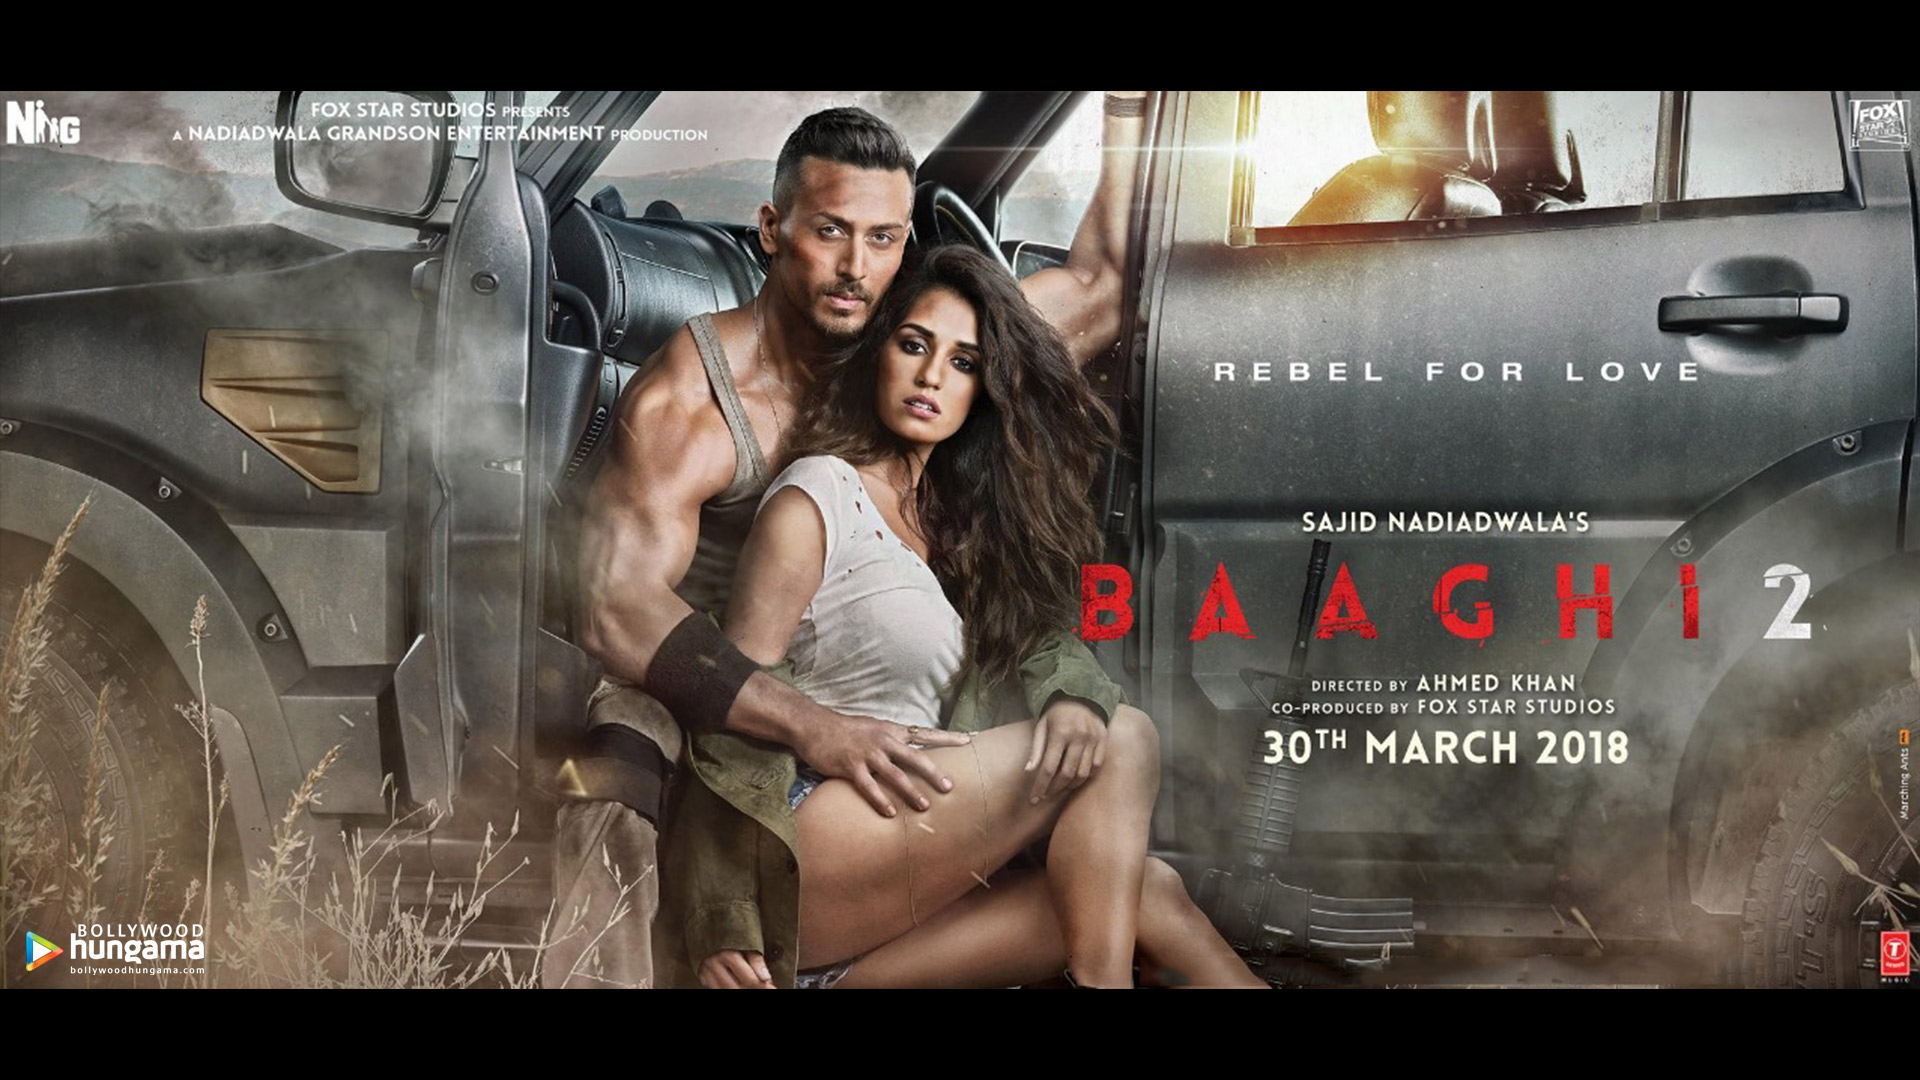 NG
FOX STAR STUDIOS PRESENTS
A NADIADWALA GRANDSON ENTERTAINMENT PRODUCTION
FOX
STAR
STUDIOS
REBEL FOR LOVE
SAJID NADIADWALA'S
BAAGHI 2
DIRECTED BY AHMED KHAN
CO-PRODUCED BY FOX STAR STUDIOS
30TH MARCH 2018
Marching Ants
BOLLYWOOD
hungama
bollywoodhungama.com
T
SERIES
MUSIC